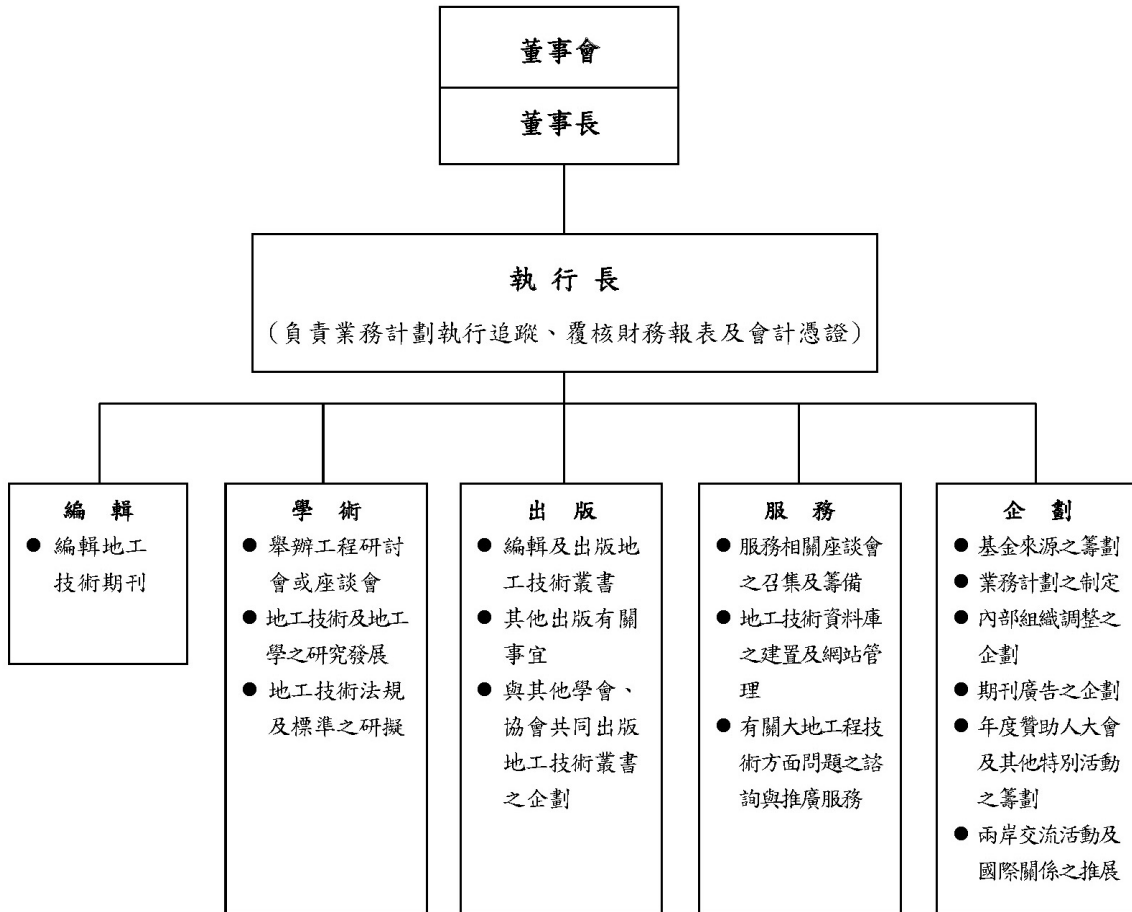 董事會
董事長
執行長
(負責業務計劃執行追蹤、覆核財務報表及會計憑證)
編輯
● 編輯地工
技術期刊
學術
● 舉辦工程研討
會或座談會
● 地工技術及地工
學之研究發展
● 地工技術法規
及標準之研擬
出版
● 編輯及出版地
工技術叢書
● 其他出版有關
事宜
● 與其他學會、
協會共同出版
地工技術叢書
之企劃
服務
● 服務相關座談會
之召集及籌備
● 地工技術資料庫
之建置及網站管
理
● 有關大地工程技
術方面問題之諮
詢與推廣服務
企劃
● 基金來源之籌劃
● 業務計劃之制定
● 內部組織調整之
企劃
● 期刊廣告之企劃
● 年度贊助人大會
及其他特別活動
之籌劃
● 兩岸交流活動及
國際關係之推展